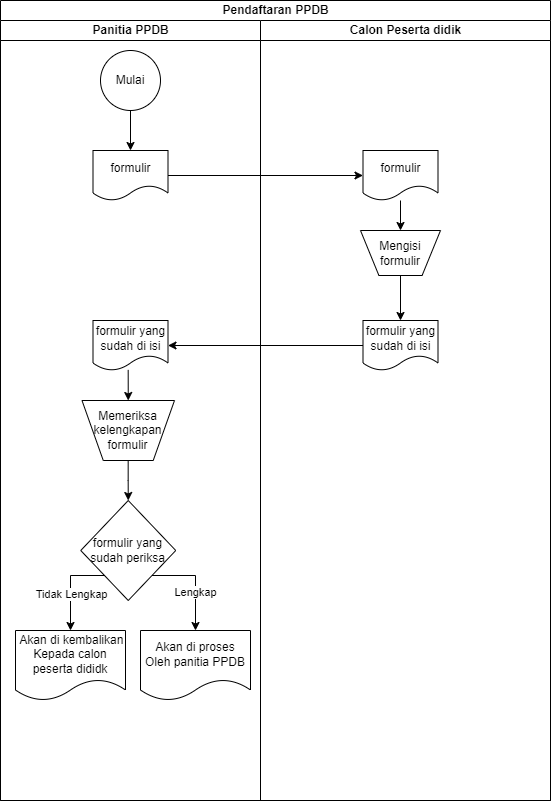 Pendaftaran PPDB
Panitia PPDB
Calon Peserta didik
Mulai
formulir
formulir
Mengisi
formulir
formulir yang
sudah di isi
formulir yang
sudah di isi
Memeriksa
kelengkapan
formulir
formulir yang
sudah periksa
Tidak Lengkap
Lengkap
Akan di kembalikan
Kepada calon
peserta dididk
Akan di proses
Oleh panitia PPDB